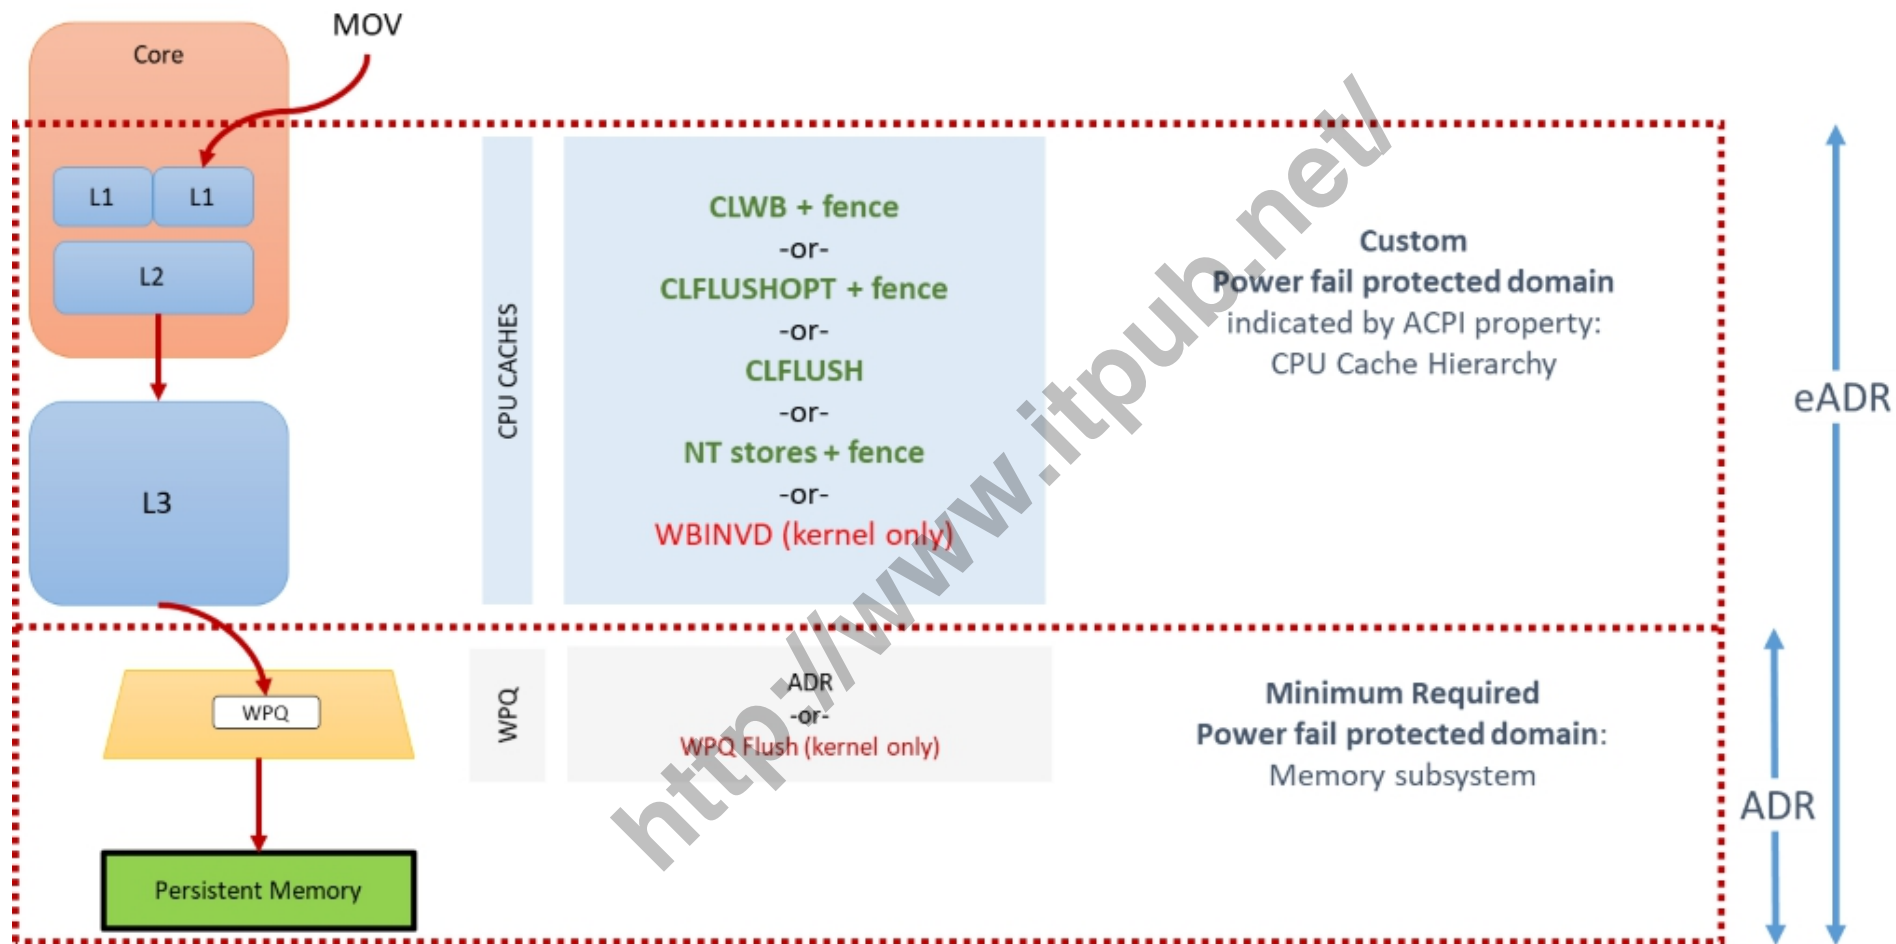 MOV
Core
L1
L1
L2
L3
CPU CACHES
CLWB + fence
-or-
CLFLUSHOPT + fence
-or-
CLFLUSH
-or-
NT stores + fence
-or-
WBINVD (kernel only)
Custom
Power fail protected domain
indicated by ACPI property:
CPU Cache Hierarchy
eADR
WPQ
WPQ
ADR
-or-
WPQ Flush (kernel only)
Minimum Required
Power fail protected domain:
Memory subsystem
ADR
Persistent Memory
http://www.itpub.net/